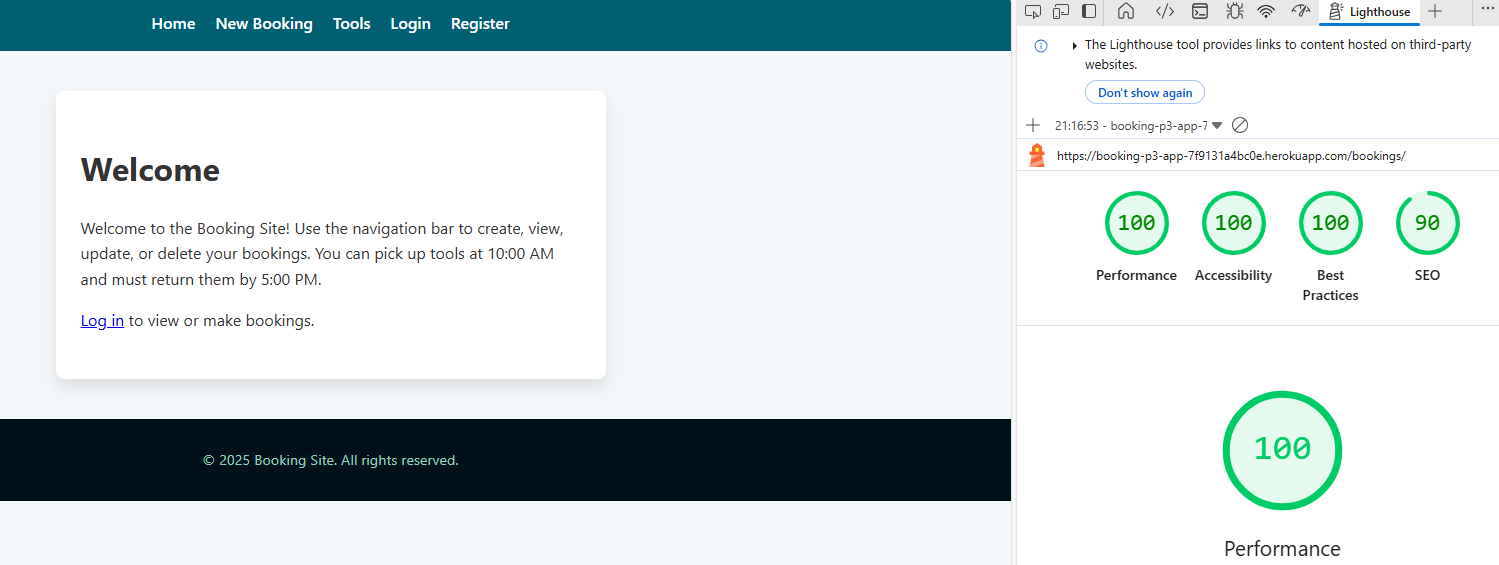 Home New Booking Tools Login Register
Welcome
Welcome to the Booking Site! Use the navigation bar to create, view,
update, or delete your bookings. You can pick up tools at 10:00 AM
and must return them by 5:00 PM.
Log in to view or make bookings.
© 2025 Booking Site. All rights reserved.
Lighthouse
The Lighthouse tool provides links to content hosted on third-party
websites.
Don't show again
21:16:53 - booking-p3-app-7
https://booking-p3-app-7f9131a4bc0e.herokuapp.com/bookings/
100 100 100 90
Performance Accessibility Best SEO
Practices
100
Performance